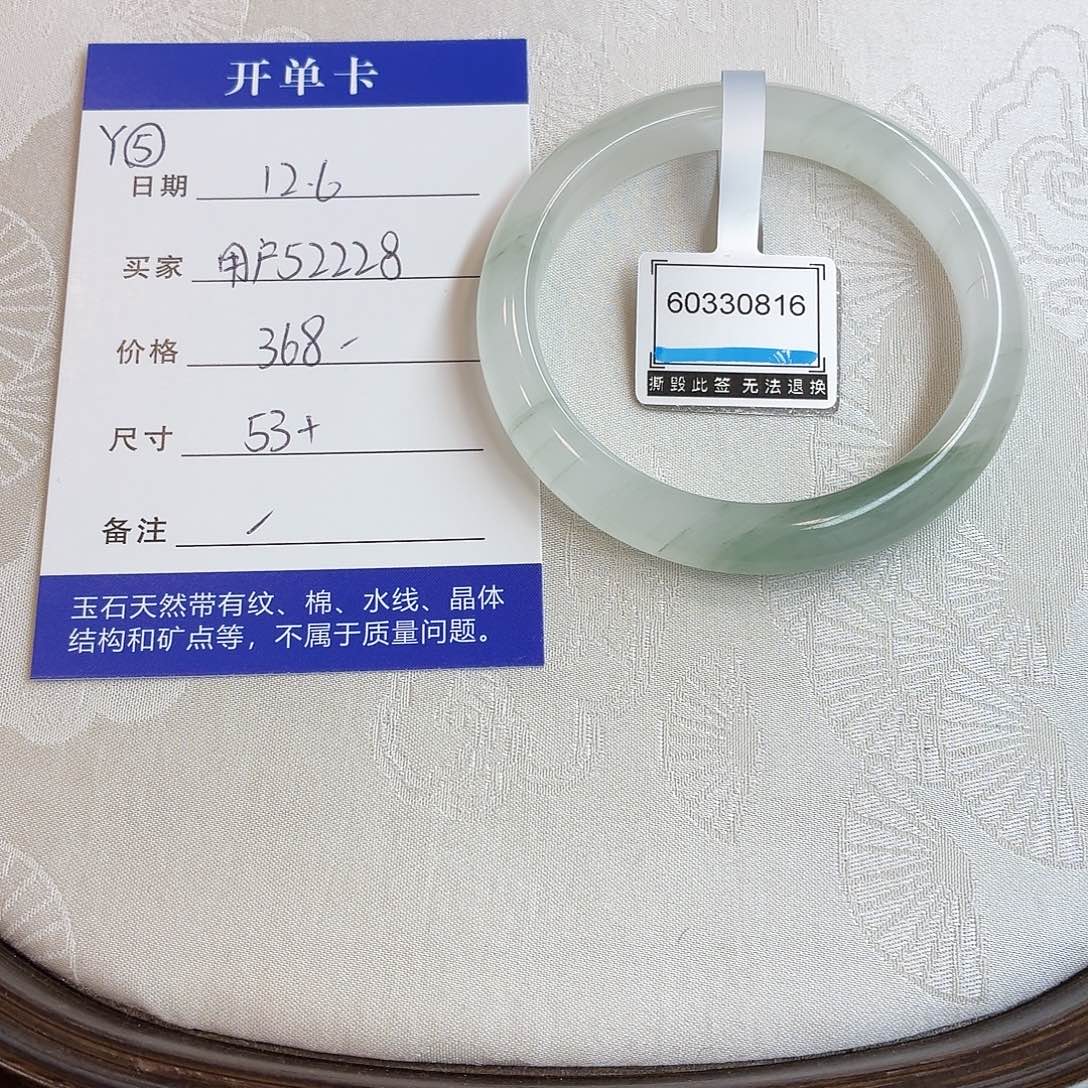 开单卡
Y⑤
日期 12.6
买家 用户52228
价格 368-
尺寸 53+
备注 /
玉石天然带有纹、棉、水线、晶体
结构和矿点等，不属于质量问题。
60330816
撕毁此签 无法退换